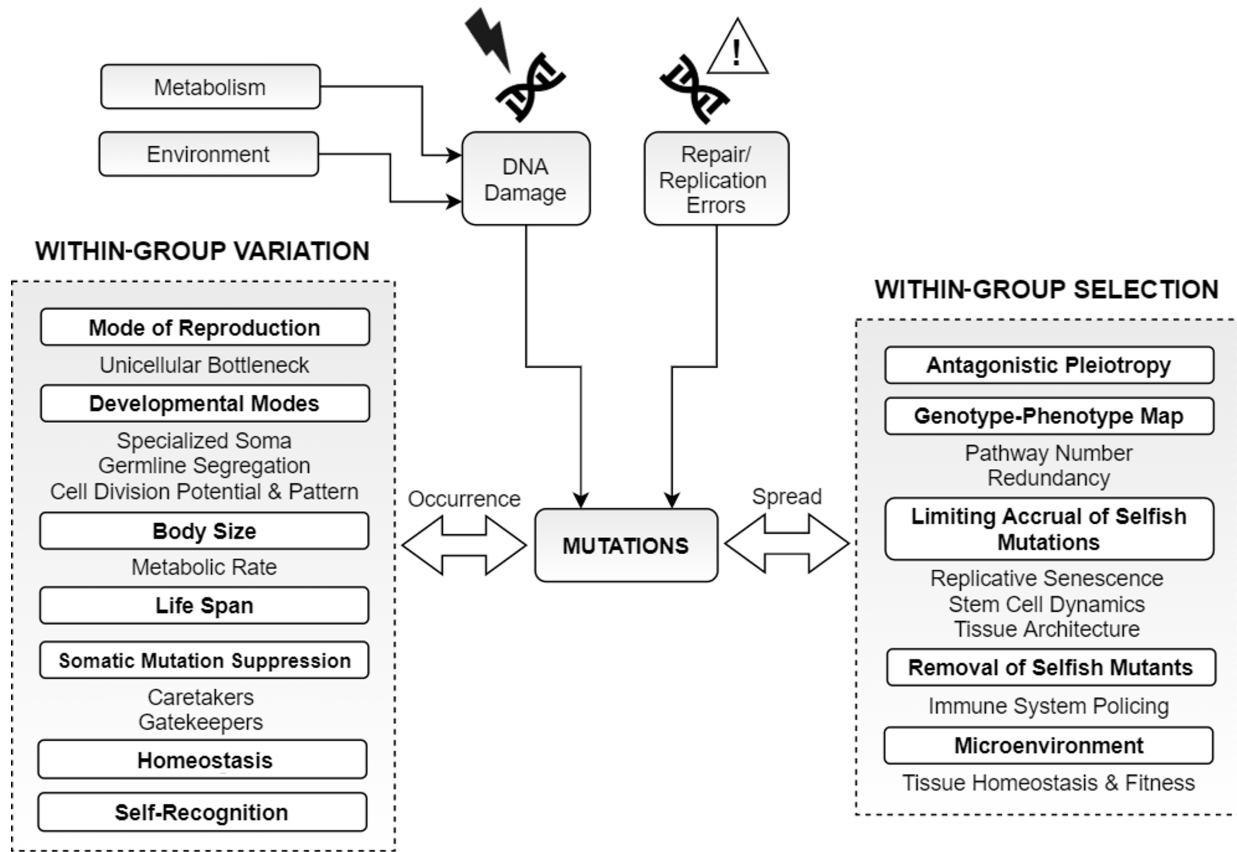 !
Metabolism
Environment
DNA
Damage
Repair/
Replication
Errors
WITHIN-GROUP VARIATION
Mode of Reproduction
Unicellular Bottleneck
Developmental Modes
Specialized Soma
Germline Segregation
Cell Division Potential & Pattern
Body Size
Metabolic Rate
Life Span
Somatic Mutation Suppression
Caretakers
Gatekeepers
Homeostasis
Self-Recognition
Occurrence
MUTATIONS
Spread
WITHIN-GROUP SELECTION
Antagonistic Pleiotropy
Genotype-Phenotype Map
Pathway Number
Redundancy
Limiting Accrual of Selfish
Mutations
Replicative Senescence
Stem Cell Dynamics
Tissue Architecture
Removal of Selfish Mutants
Immune System Policing
Microenvironment
Tissue Homeostasis & Fitness